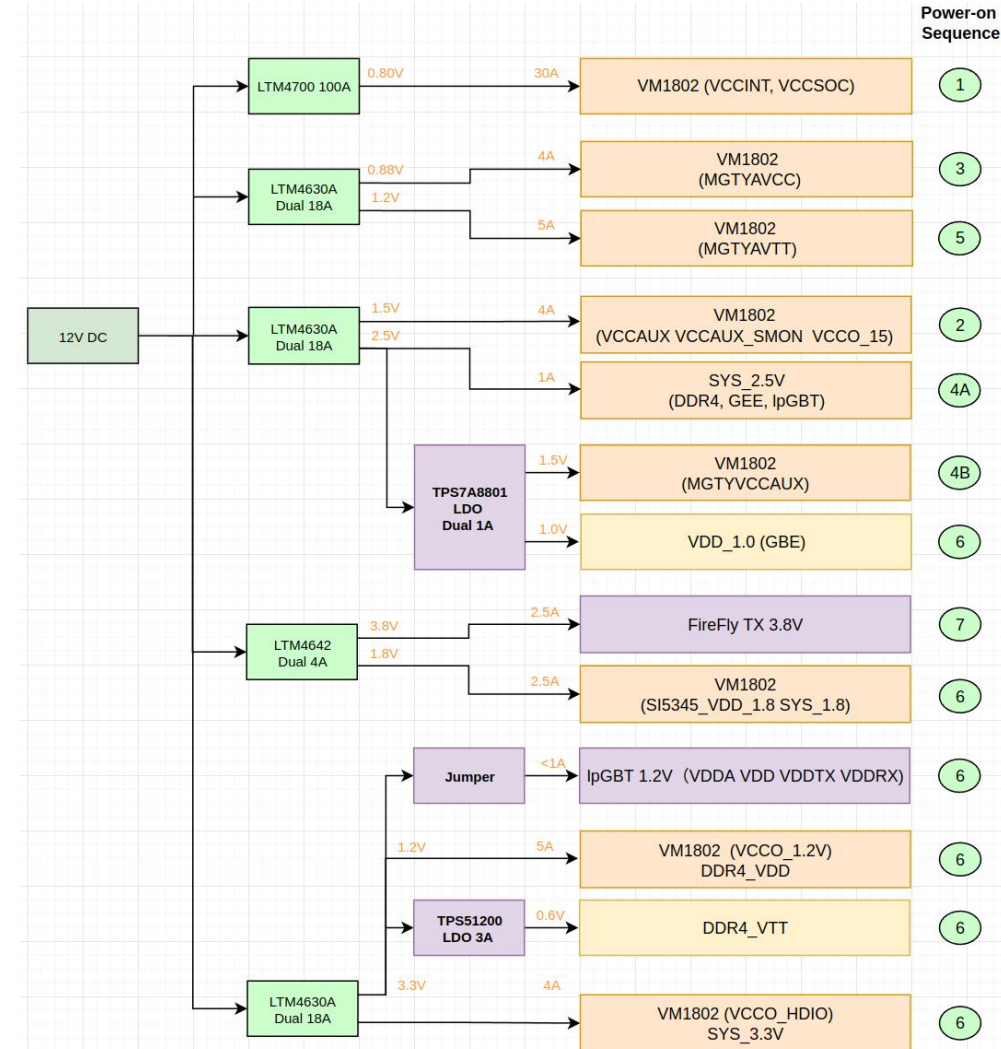 Power-on
Sequence
LTM4700 100A
0.80V
30A
VM1802 (VCCINT, VCCSOC)
1
LTM4630A
Dual 18A
0.88V
1.2V
4A
VM1802
(MGTYAVCC)
3
5A
VM1802
(MGTYAVTT)
5
12V DC
LTM4630A
Dual 18A
1.5V
2.5V
4A
VM1802
(VCCAUX VCCAUX_SMON VCCO_15)
2
1A
SYS_2.5V
(DDR4, GEE, lpGBT)
4A
TPS7A8801
LDO
Dual 1A
1.5V
VM1802
(MGTYVCCAUX)
4B
1.0V
VDD_1.0 (GBE)
6
LTM4642
Dual 4A
3.8V
1.8V
2.5A
FireFly TX 3.8V
7
2.5A
VM1802
(SI5345_VDD_1.8 SYS_1.8)
6
Jumper
<1A
lpGBT 1.2V（VDDA VDD VDDTX VDDRX)
6
1.2V
5A
VM1802 (VCCO_1.2V)
DDR4_VDD
6
TPS51200
LDO 3A
0.6V
DDR4_VTT
6
LTM4630A
Dual 18A
3.3V
4A
VM1802 (VCCO_HDIO)
SYS_3.3V
6